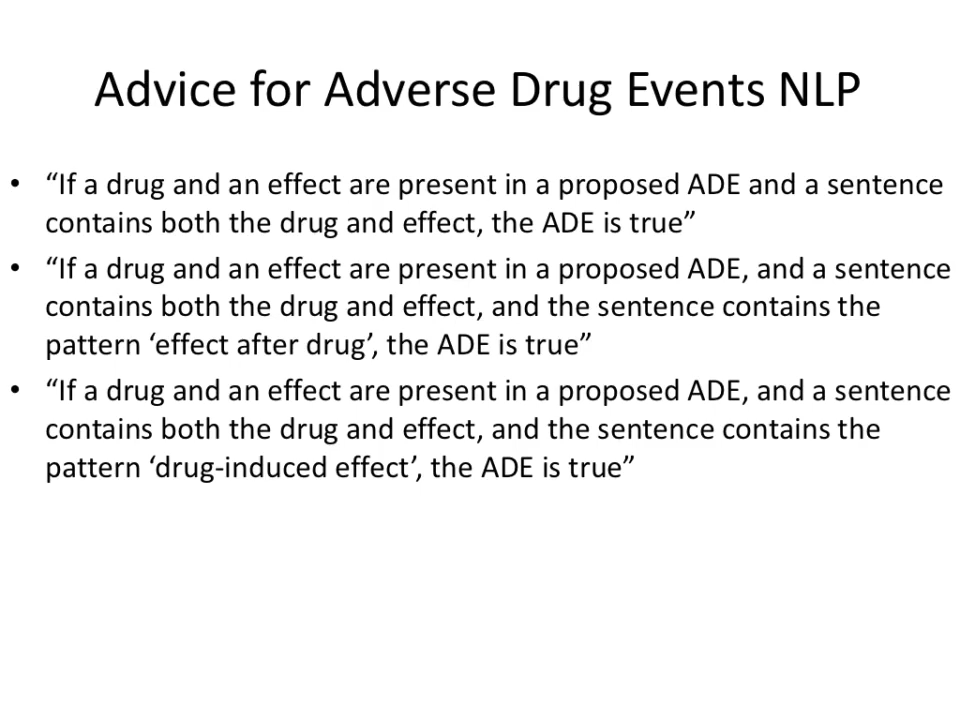 Advice for Adverse Drug Events NLP
• “If a drug and an effect are present in a proposed ADE and a sentence
contains both the drug and effect, the ADE is true”
• “If a drug and an effect are present in a proposed ADE, and a sentence
contains both the drug and effect, and the sentence contains the
pattern ‘effect after drug’, the ADE is true”
• “If a drug and an effect are present in a proposed ADE, and a sentence
contains both the drug and effect, and the sentence contains the
pattern ‘drug-induced effect’, the ADE is true”